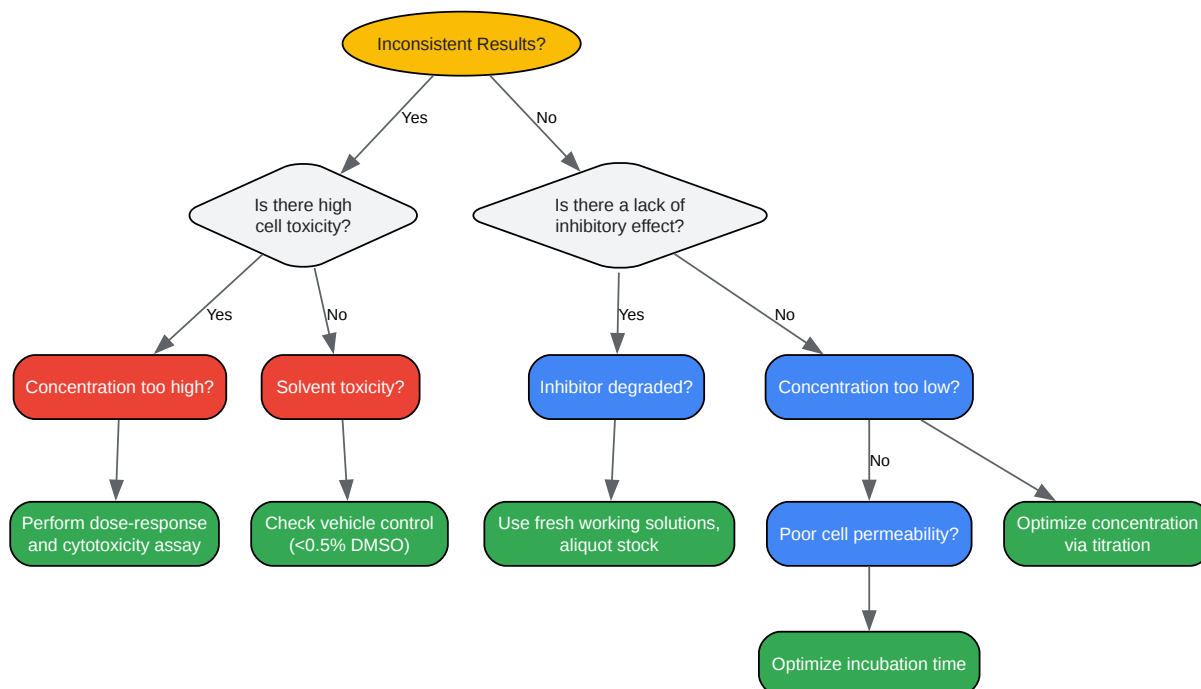 Inconsistent Results?
Yes
No
Is there high
cell toxicity?
Is there a lack of
inhibitory effect?
Yes
No
Yes
No
Concentration too high?
Solvent toxicity?
Inhibitor degraded?
Concentration too low?
No
Perform dose-response
and cytotoxicity assay
Check vehicle control
(<0.5% DMSO)
Use fresh working solutions,
aliquot stock
Poor cell permeability?
Optimize concentration
via titration
Optimize incubation time